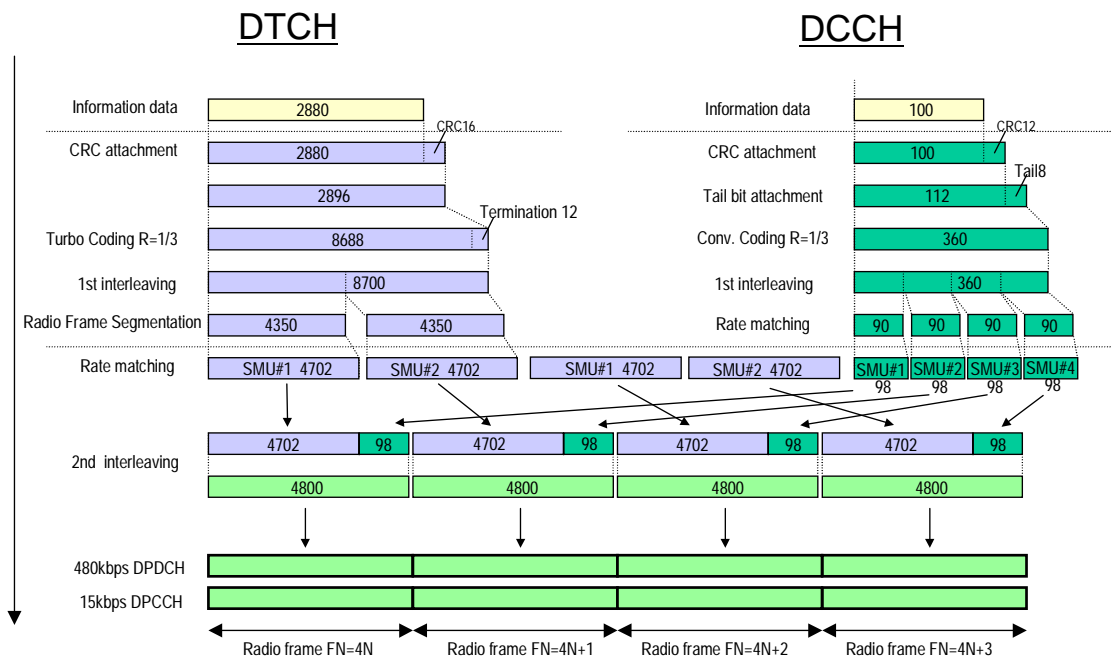 DTCH DCCH
Information data 2880 Information data 100
CRC16 CRC12
CRC attachment 2880 CRC attachment 100
Tail8
2896 Tail bit attachment 112
Termination 12
Turbo Coding R=1/3 8688 Conv. Coding R=1/3 360
1st interleaving 8700 1st interleaving 360
Radio Frame Segmentation 4350 4350 Rate matching 90 90 90 90
Rate matching SMU#1 4702 SMU#2 4702 SMU#1 4702 SMU#2 4702 SMU#1 SMU#2 SMU#3 SMU#4
98 98 98 98
4702 98 4702 98 4702 98 4702 98
2nd interleaving
4800 4800 4800 4800
480kbps DPDCH
15kbps DPCCH
Radio frame FN=4N Radio frame FN=4N+1 Radio frame FN=4N+2 Radio frame FN=4N+3